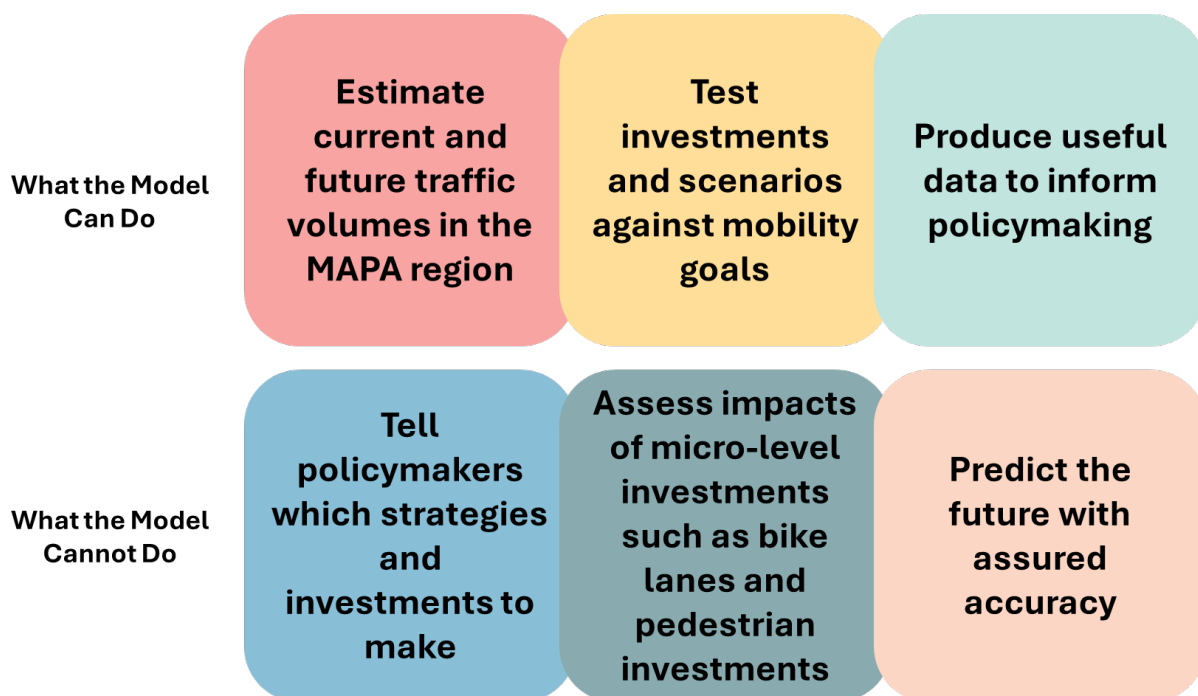 What the Model
Can Do
Estimate
current and
future traffic
volumes in the
MAPA region
Test
investments
and scenarios
against mobility
goals
Produce useful
data to inform
policymaking
What the Model
Cannot Do
Tell
policymakers
which strategies
and
investments to
make
Assess impacts
of micro-level
investments
such as bike
lanes and
pedestrian
investments
Predict the
future with
assured
accuracy